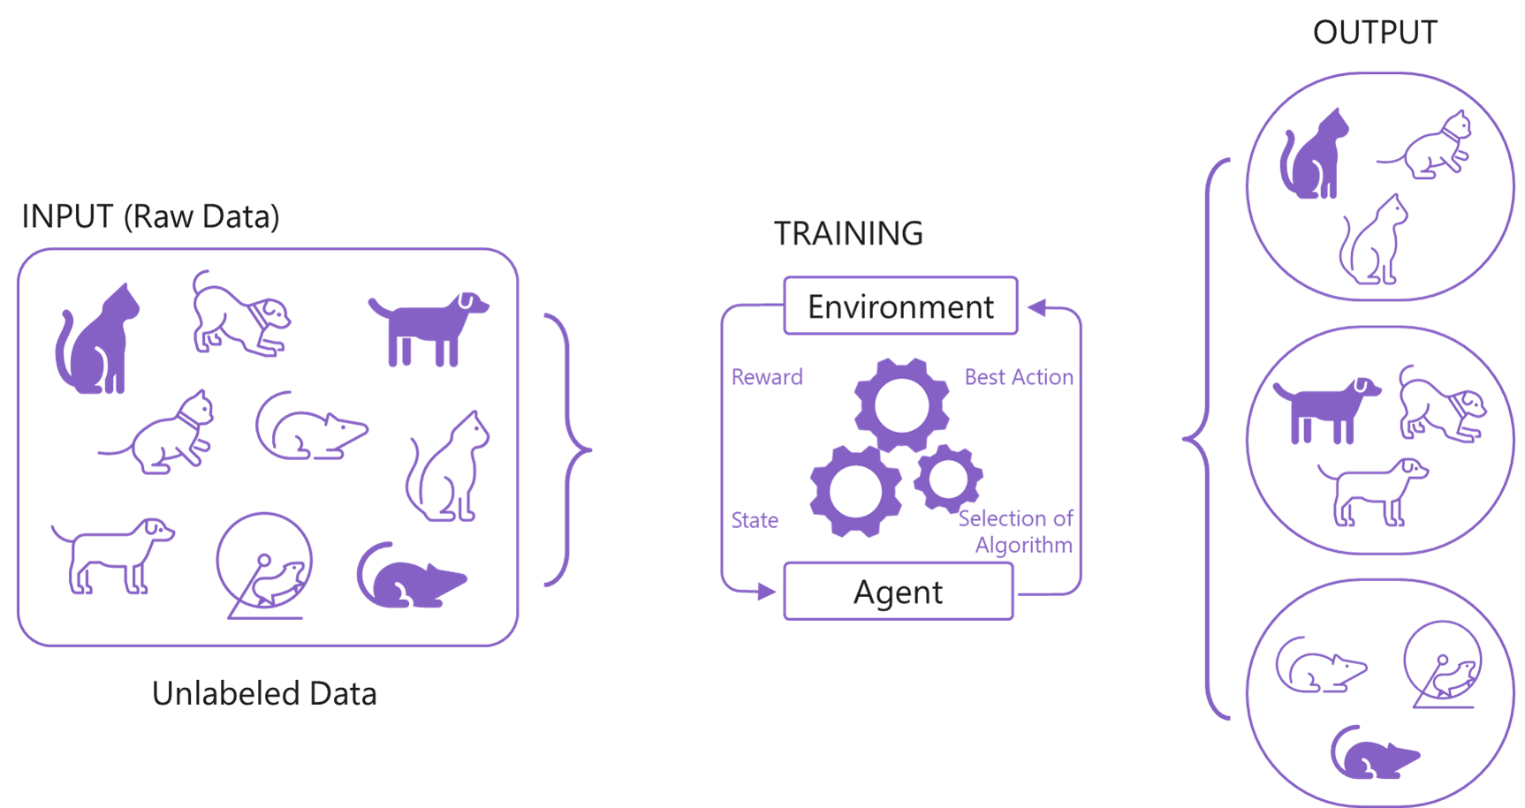 OUTPUT
INPUT (Raw Data)
TRAINING
Environment
Reward
Best Action
State
Selection of
Algorithm
Agent
Unlabeled Data